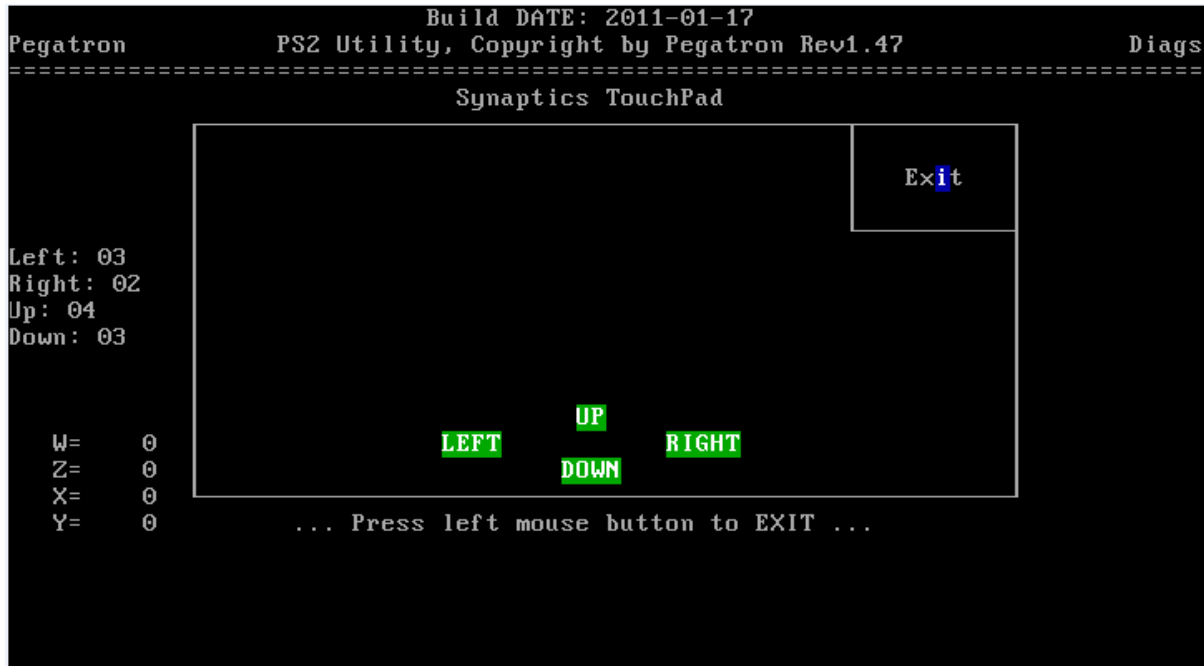 Build DATE: 2011-01-17
Pegatron PS2 Utility, Copyright by Pegatron Rev1.47 Diags
================================================================================
Synaptics TouchPad
Exit
Left: 03
Right: 02
Up: 04
Down: 03
UP
W= 0 LEFT RIGHT
Z= 0 DOWN
X= 0
Y= 0 ... Press left mouse button to EXIT ...